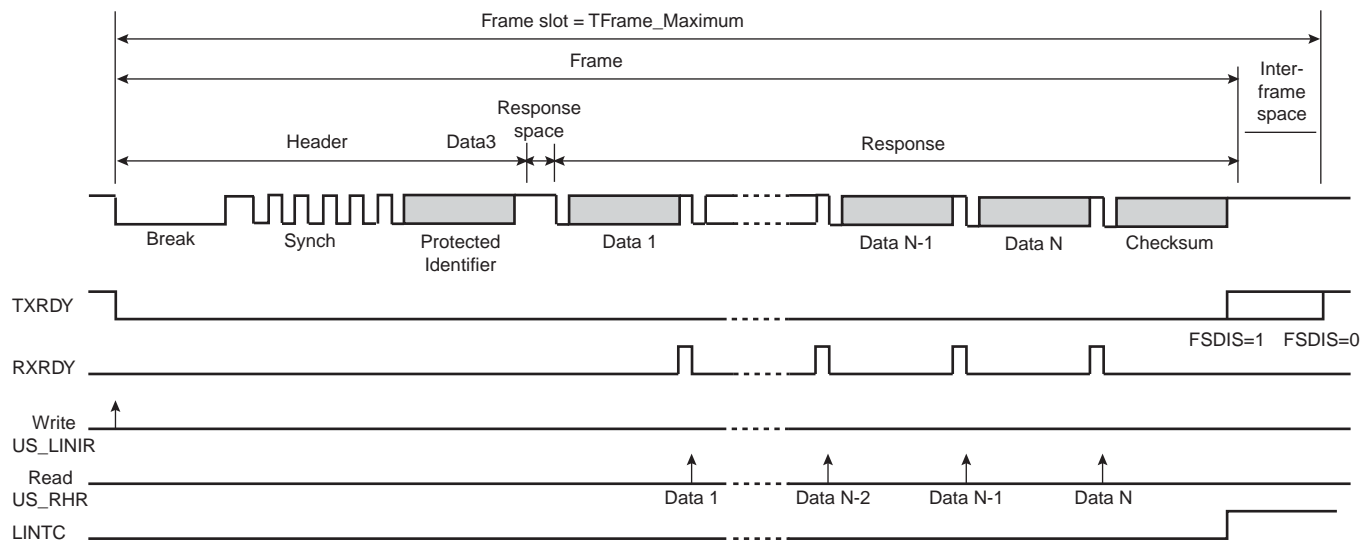 Frame slot = TFrame_Maximum
Frame
Inter-
frame
space
Response
space
Header
Data3
Response
Break
Synch
Protected
Identifier
Data 1
Data N-1
Data N
Checksum
TXRDY
FSDIS=1
FSDIS=0
RXRDY
Write
US_LINIR
Read
US_RHR
Data 1
Data N-2
Data N-1
Data N
LINTC